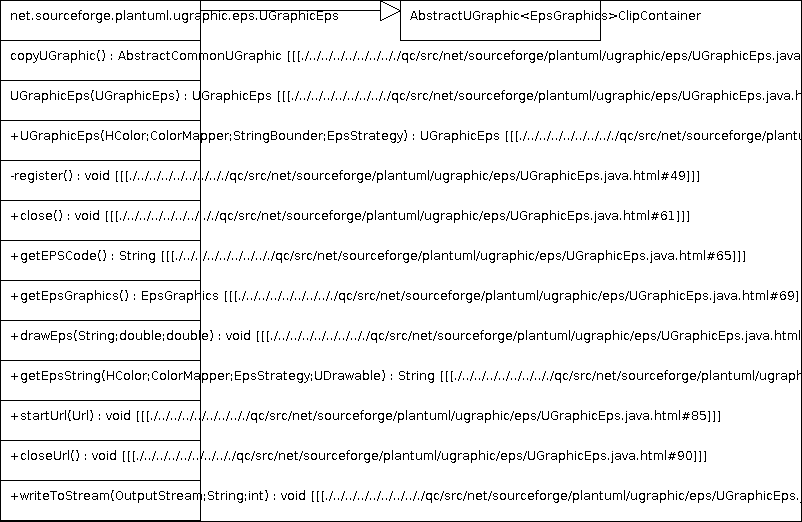 net.sourceforge.plantuml.ugraphic.eps.UGraphicEps
AbstractUGraphic<EpsGraphics>ClipContainer
copyUGraphic() : AbstractCommonUGraphic [[[./../../../../../../../qc/src/net/sourceforge/plantuml/ugraphic/eps/UGraphicEps.java
UGraphicEps(UGraphicEps) : UGraphicEps [[[./../../../../../../../qc/src/net/sourceforge/plantuml/ugraphic/eps/UGraphicEps.java.h
+UGraphicEps(HColor;ColorMapper;StringBounder;EpsStrategy) : UGraphicEps [[[./../../../../../../../qc/src/net/sourceforge/plantu
-register() : void [[[./../../../../../../../qc/src/net/sourceforge/plantuml/ugraphic/eps/UGraphicEps.java.html#49]]]
+close() : void [[[./../../../../../../../qc/src/net/sourceforge/plantuml/ugraphic/eps/UGraphicEps.java.html#61]]]
+getEPSCode() : String [[[./../../../../../../../qc/src/net/sourceforge/plantuml/ugraphic/eps/UGraphicEps.java.html#65]]]
+getEpsGraphics() : EpsGraphics [[[./../../../../../../../qc/src/net/sourceforge/plantuml/ugraphic/eps/UGraphicEps.java.html#69]
+drawEps(String;double;double) : void [[[./../../../../../../../qc/src/net/sourceforge/plantuml/ugraphic/eps/UGraphicEps.java.html
+getEpsString(HColor;ColorMapper;EpsStrategy;UDrawable) : String [[[./../../../../../../../qc/src/net/sourceforge/plantuml/ugraph
+startUrl(Url) : void [[[./../../../../../../../qc/src/net/sourceforge/plantuml/ugraphic/eps/UGraphicEps.java.html#85]]]
+closeUrl() : void [[[./../../../../../../../qc/src/net/sourceforge/plantuml/ugraphic/eps/UGraphicEps.java.html#90]]]
+writeToStream(OutputStream;String;int) : void [[[./../../../../../../../qc/src/net/sourceforge/plantuml/ugraphic/eps/UGraphicEps.